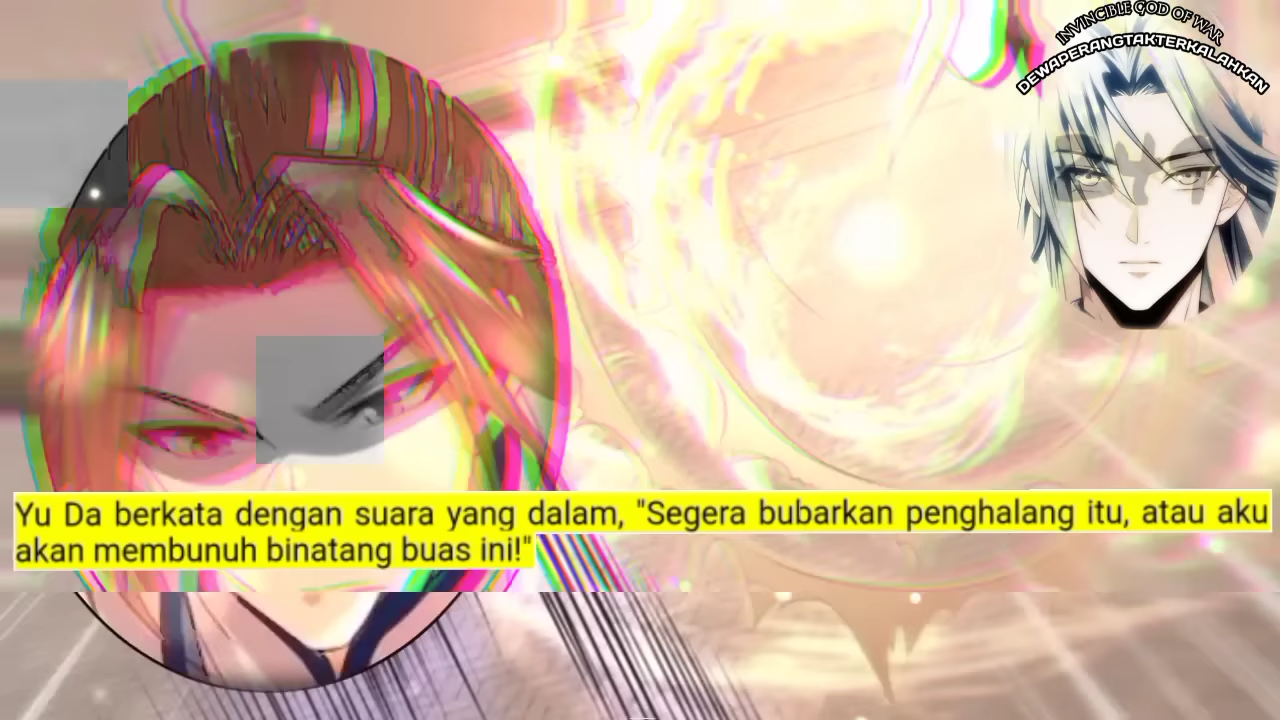 INVINCIBLE GOD OF WAR
DEWAPERANGTAKTERKALAHKAN
Yu Da berkata dengan suara yang dalam, "Segera bubarkan penghalang itu, atau aku
akan membunuh binatang buas ini!"